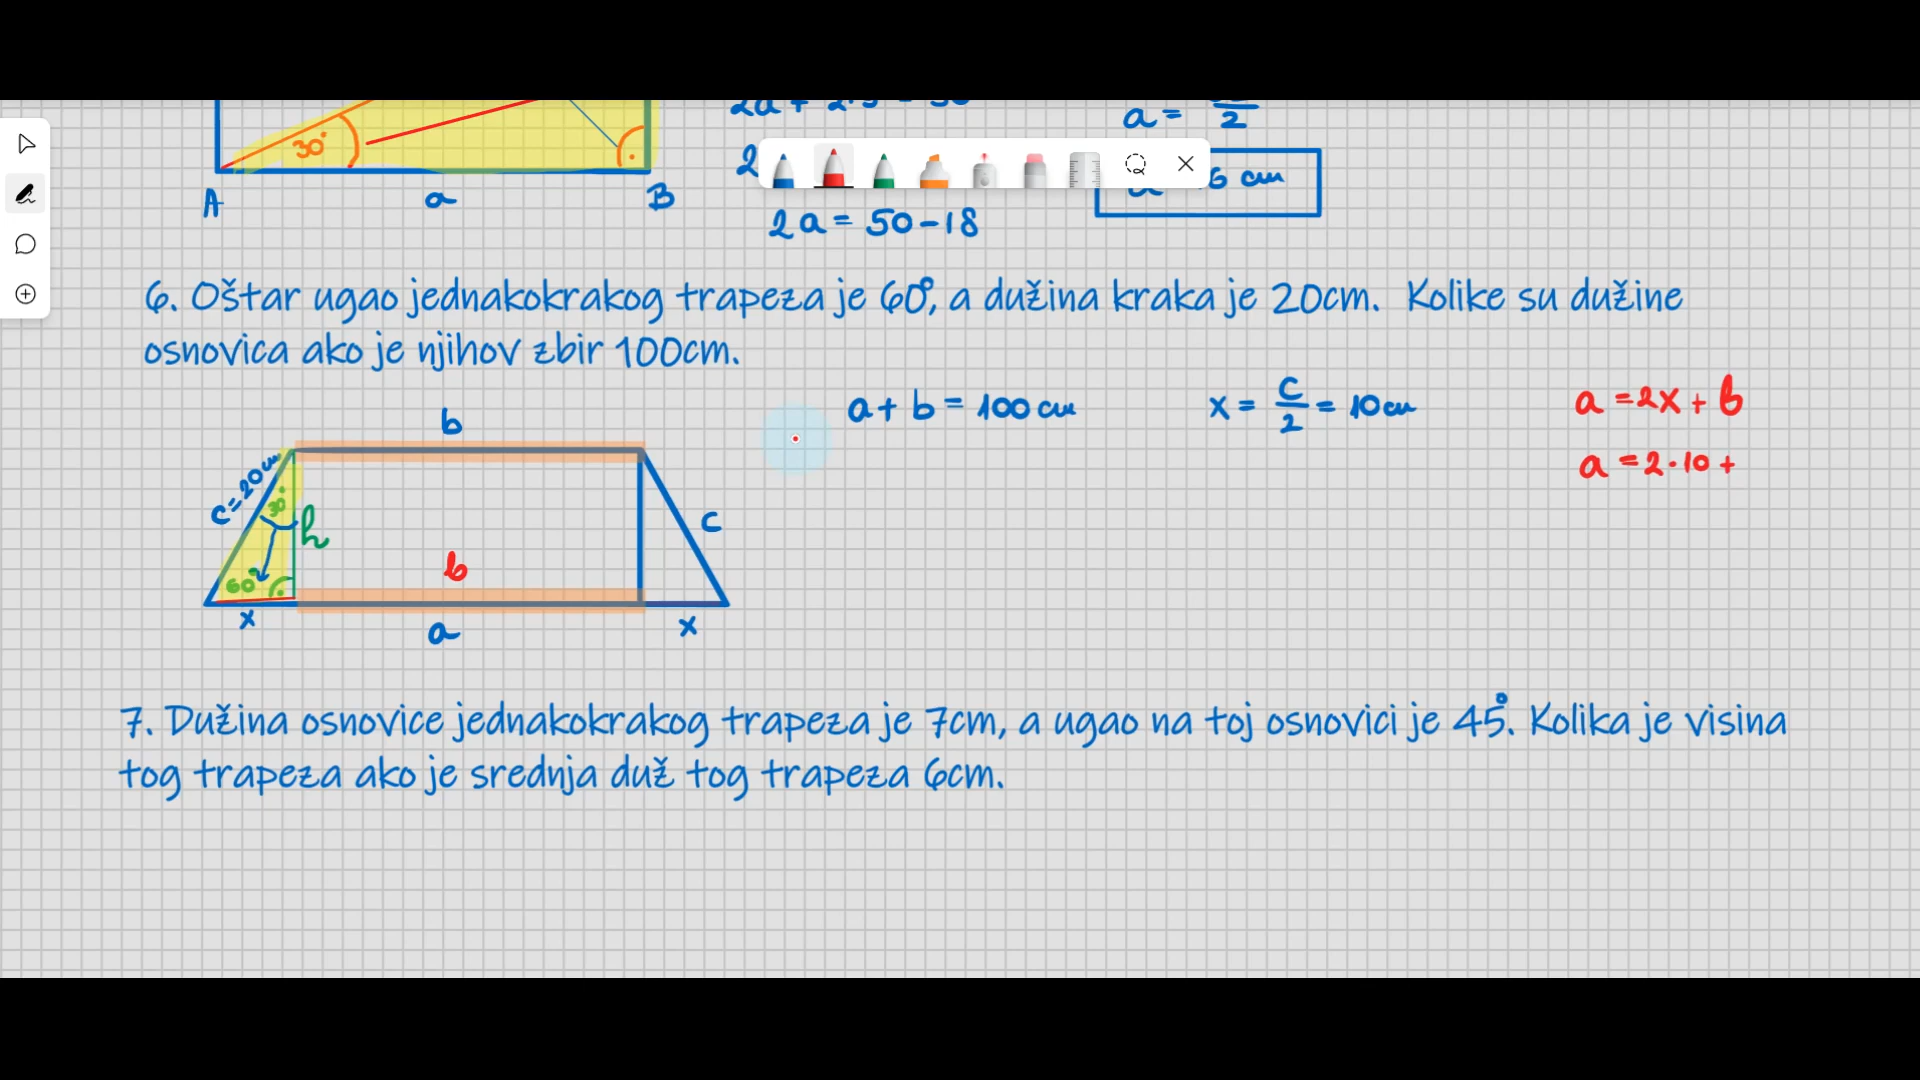 30°
A
a
B
2a = 50-18
a =
2
6 cm
6. Oštar ugao jednakokrakog trapeza je 60°, a dužina kraka je 20cm. Kolike su dužine
osnovica ako je njihov zbir 100cm.
a + b = 100 cm
x = c/2 = 10 cm
a = 2x + b
a = 2·10 +
b
c = 20 cm
30°
h
c
60°
b
x
a
x
7. Dužina osnovice jednakokrakog trapeza je 7cm, a ugao na toj osnovici je 45°. Kolika je visina
tog trapeza ako je srednja duž tog trapeza 6cm.